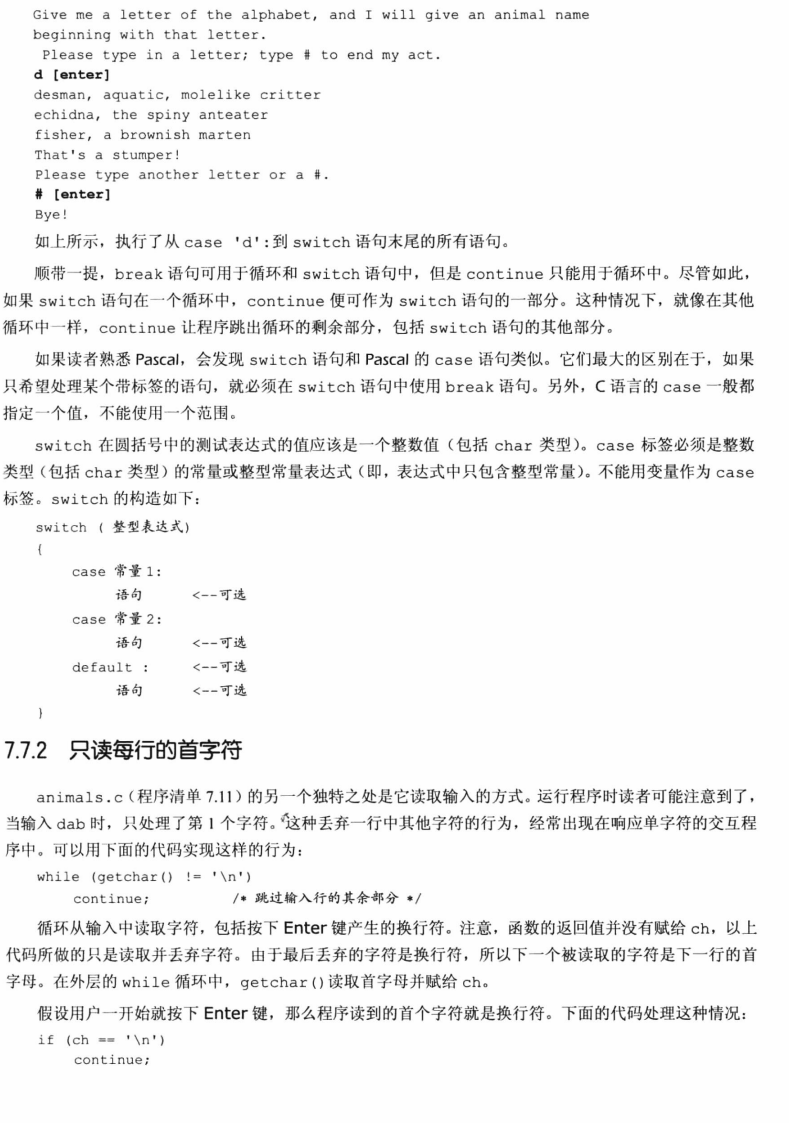 Give me a letter of the alphabet, and I will give an animal name
beginning with that letter.
Please type in a letter; type # to end my act.
d [enter]
desman, aquatic, molelike critter
echidna, the spiny anteater
fisher, a brownish marten
That's a stumper!
Please type another letter or a #.
# [enter]
Bye!
如上所示，执行了从 case 'd':到 switch 语句末尾的所有语句。
顺带一提，break 语句可用于循环和 switch 语句中，但是 continue 只能用于循环中。尽管如此，
如果 switch 语句在一个循环中，continue 便可作为 switch 语句的一部分。这种情况下，就像在其他
循环中一样，continue 让程序跳出循环的剩余部分，包括 switch 语句的其他部分。
如果读者熟悉 Pascal，会发现 switch 语句和 Pascal 的 case 语句类似。它们最大的区别在于，如果
只希望处理某个带标签的语句，就必须在 switch 语句中使用 break 语句。另外，C 语言的 case 一般都
指定一个值，不能使用一个范围。
switch 在圆括号中的测试表达式的值应该是一个整数值（包括 char 类型）。case 标签必须是整数
类型（包括 char 类型）的常量或整型常量表达式（即，表达式中只包含整型常量）。不能用变量作为 case
标签。switch 的构造如下：
switch ( 整型表达式)
{
case 常量 1:
语句 <--可选
case 常量 2:
语句 <--可选
default : <--可选
语句 <--可选
}
7.7.2 只读每行的首字符
animals.c（程序清单 7.11）的另一个独特之处是它读取输入的方式。运行程序时读者可能注意到了，
当输入 dab 时，只处理了第 1 个字符。这种丢弃一行中其他字符的行为，经常出现在响应单字符的交互程
序中。可以用下面的代码实现这样的行为：
while (getchar() != '\n')
continue; /* 跳过输入行的其余部分 */
循环从输入中读取字符，包括按下 Enter 键产生的换行符。注意，函数的返回值并没有赋给 ch，以上
代码所做的只是读取并丢弃字符。由于最后丢弃的字符是换行符，所以下一个被读取的字符是下一行的首
字母。在外层的 while 循环中，getchar()读取首字母并赋给 ch。
假设用户一开始就按下 Enter 键，那么程序读到的首个字符就是换行符。下面的代码处理这种情况：
if (ch == '\n')
continue;